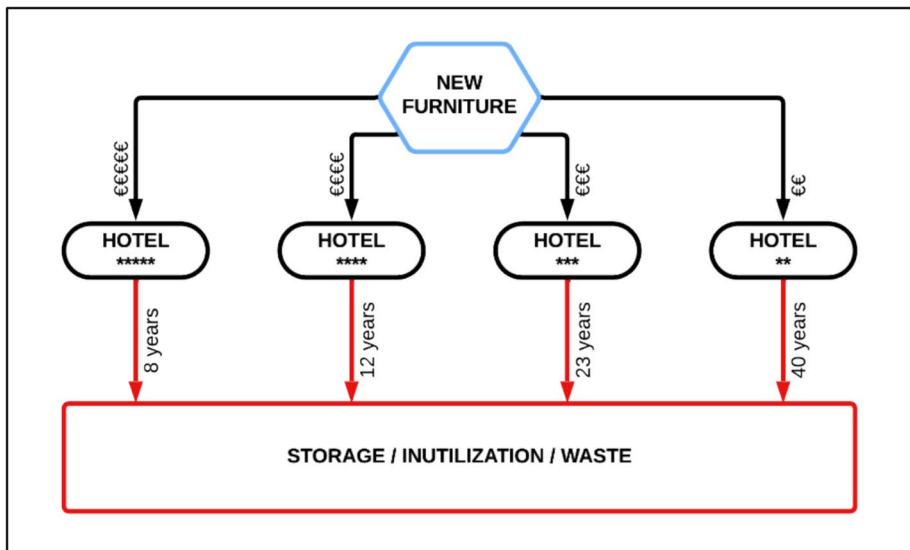 NEW
FURNITURE
€€€€€
€€€€
€€€
€€
HOTEL
*****
HOTEL
****
HOTEL
***
HOTEL
**
8 years
12 years
23 years
40 years
STORAGE / INUTILIZATION / WASTE